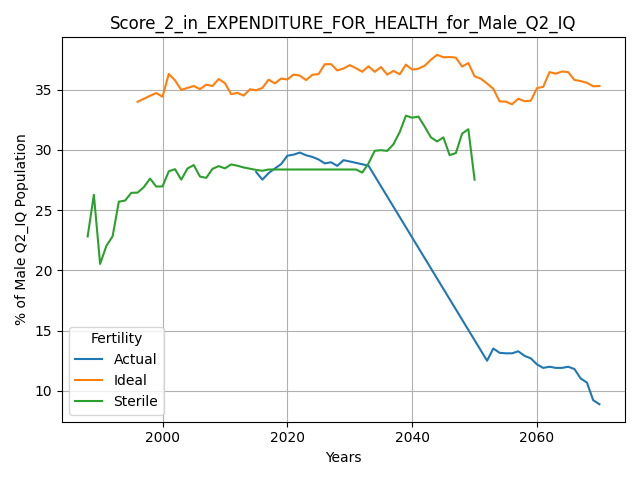 Score_2_in_EXPENDITURE_FOR_HEALTH_for_Male_Q2_IQ
% of Male Q2_IQ Population
35
30
25
20
15
10
Fertility
Actual
Ideal
Sterile
2000 2020 2040 2060
Years